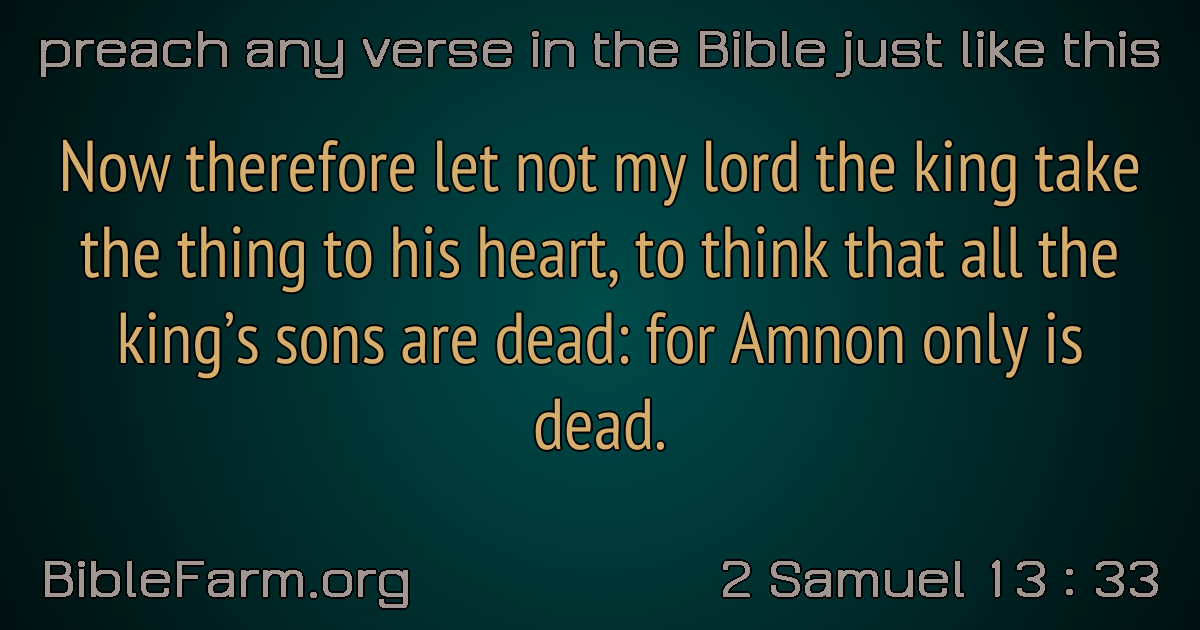 preach any verse in the Bible just like this
Now therefore let not my lord the king take
the thing to his heart, to think that all the
king’s sons are dead: for Amnon only is
dead.
BibleFarm.org
2 Samuel 13 : 33